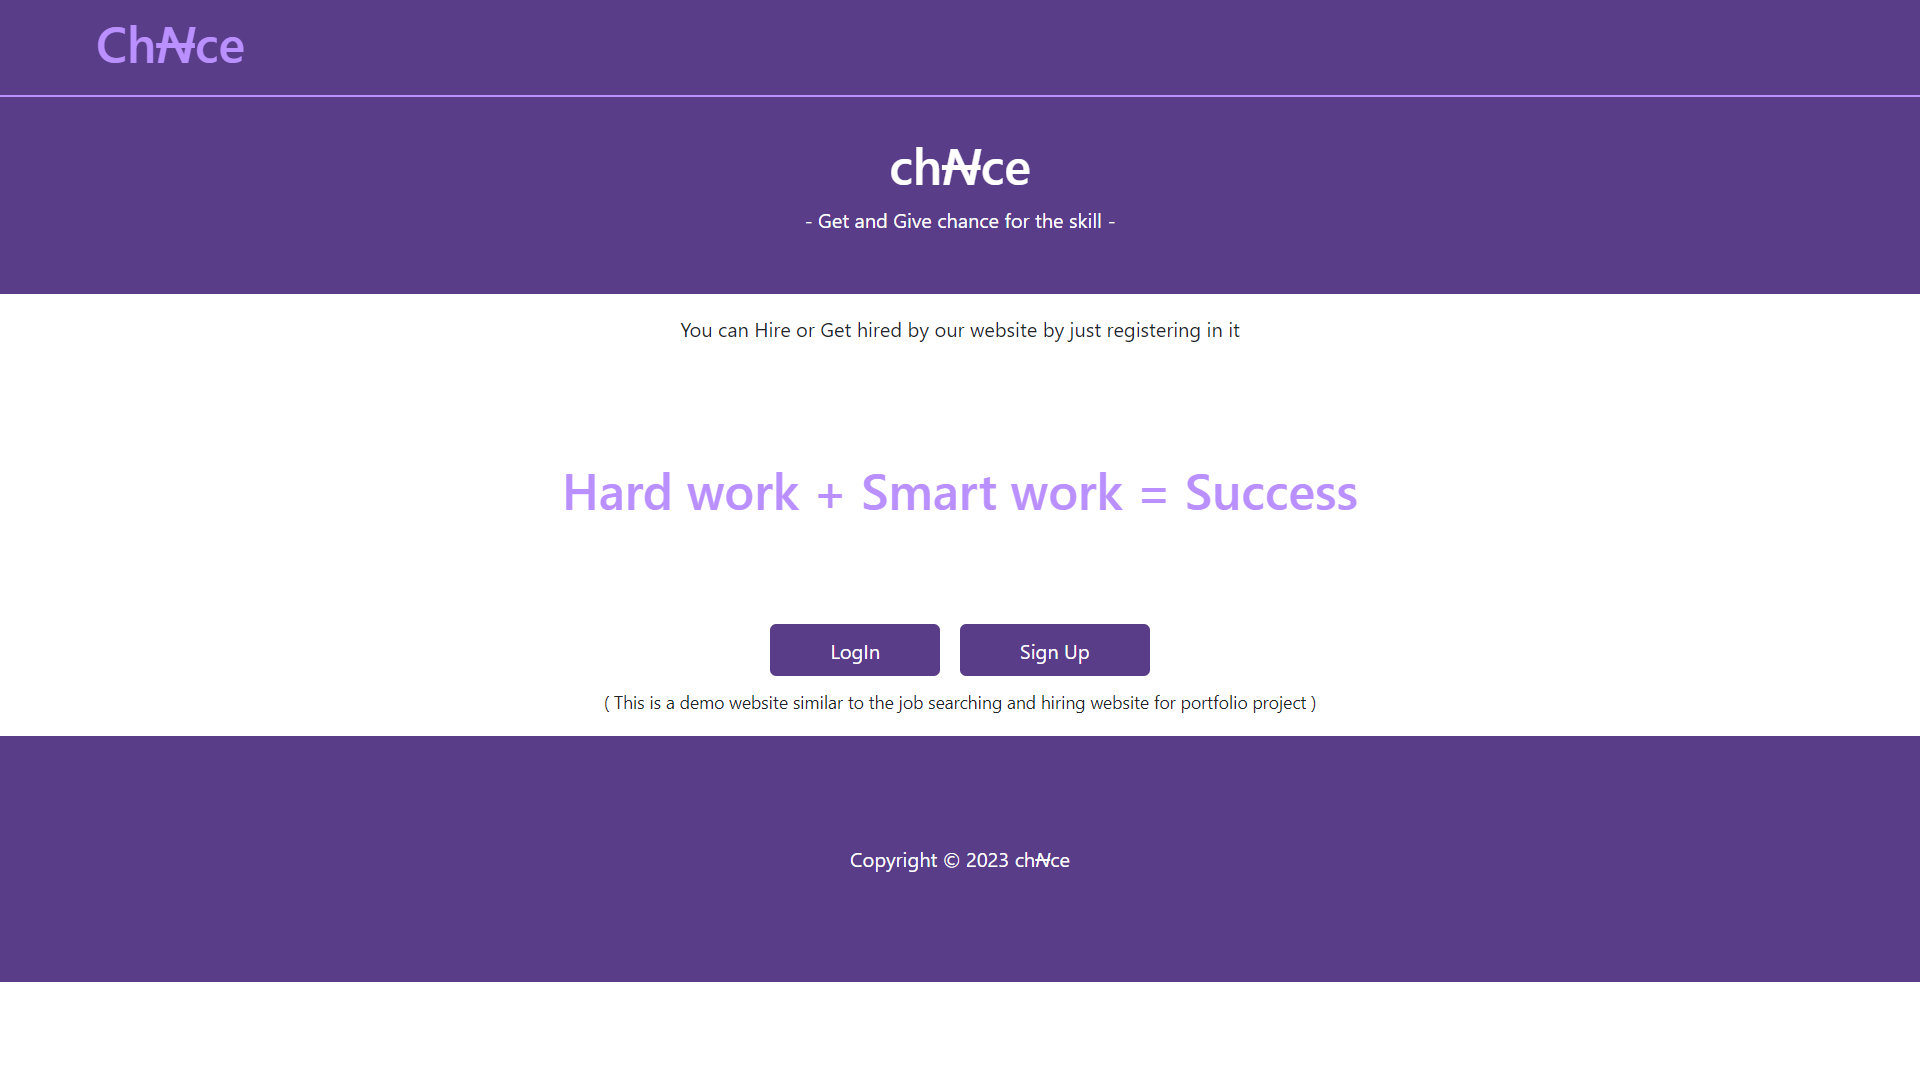 Ch₦ce
ch₦ce
- Get and Give chance for the skill -
You can Hire or Get hired by our website by just registering in it
Hard work + Smart work = Success
LogIn Sign Up
( This is a demo website similar to the job searching and hiring website for portfolio project )
Copyright © 2023 ch₦ce